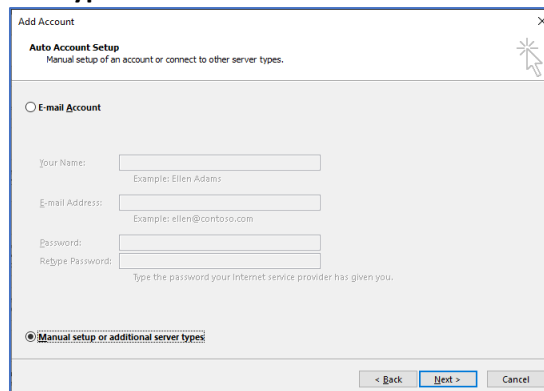 Add Account
Auto Account Setup
Manual setup of an account or connect to other server types.
E-mail Account
Your Name:
Example: Ellen Adams
E-mail Address:
Example: ellen@contoso.com
Password:
Retype Password:
Type the password your Internet service provider has given you.
Manual setup or additional server types
< Back Next > Cancel